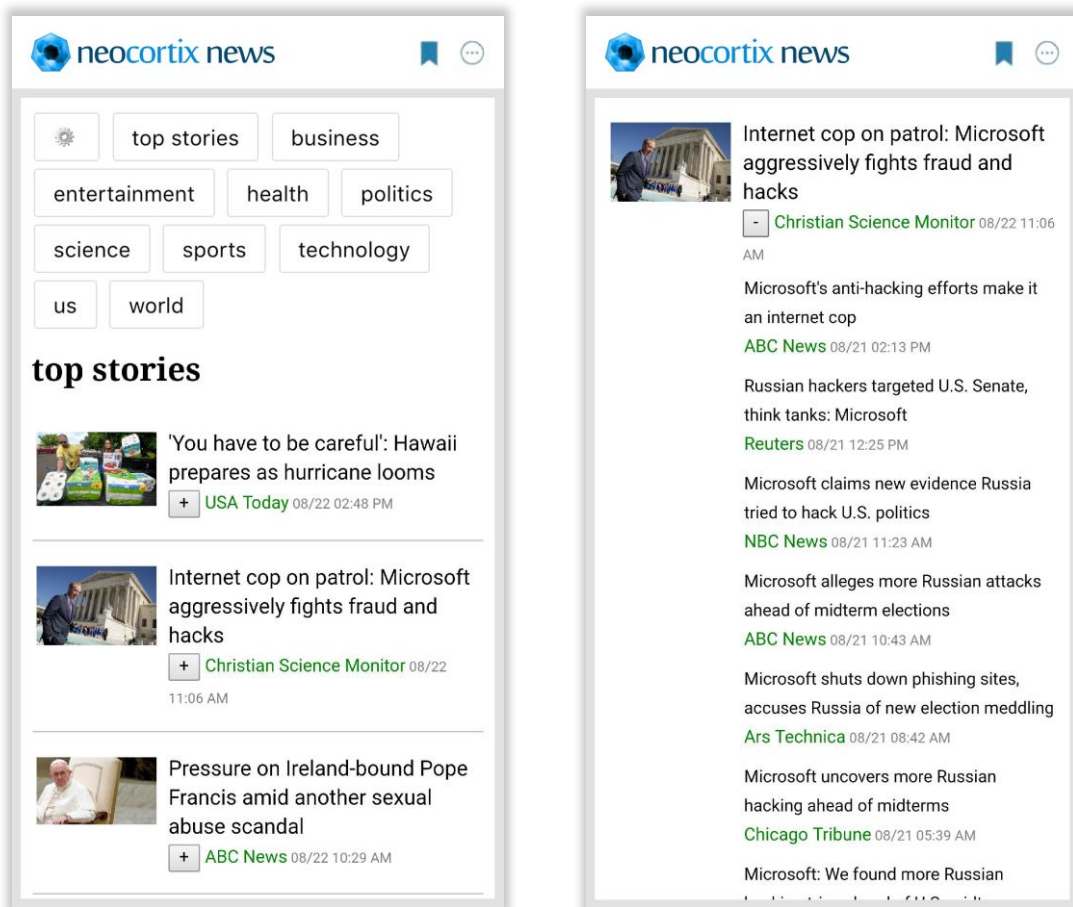 neocortix news
top stories business
entertainment health politics
science sports technology
us world
top stories
'You have to be careful': Hawaii
prepares as hurricane looms
+ USA Today 08/22 02:48 PM
Internet cop on patrol: Microsoft
aggressively fights fraud and
hacks
+ Christian Science Monitor 08/22
11:06 AM
Pressure on Ireland-bound Pope
Francis amid another sexual
abuse scandal
+ ABC News 08/22 10:29 AM
neocortix news
Internet cop on patrol: Microsoft
aggressively fights fraud and
hacks
- Christian Science Monitor 08/22 11:06
AM
Microsoft's anti-hacking efforts make it
an internet cop
ABC News 08/21 02:13 PM
Russian hackers targeted U.S. Senate,
think tanks: Microsoft
Reuters 08/21 12:25 PM
Microsoft claims new evidence Russia
tried to hack U.S. politics
NBC News 08/21 11:23 AM
Microsoft alleges more Russian attacks
ahead of midterm elections
ABC News 08/21 10:43 AM
Microsoft shuts down phishing sites,
accuses Russia of new election meddling
Ars Technica 08/21 08:42 AM
Microsoft uncovers more Russian
hacking ahead of midterms
Chicago Tribune 08/21 05:39 AM
Microsoft: We found more Russian